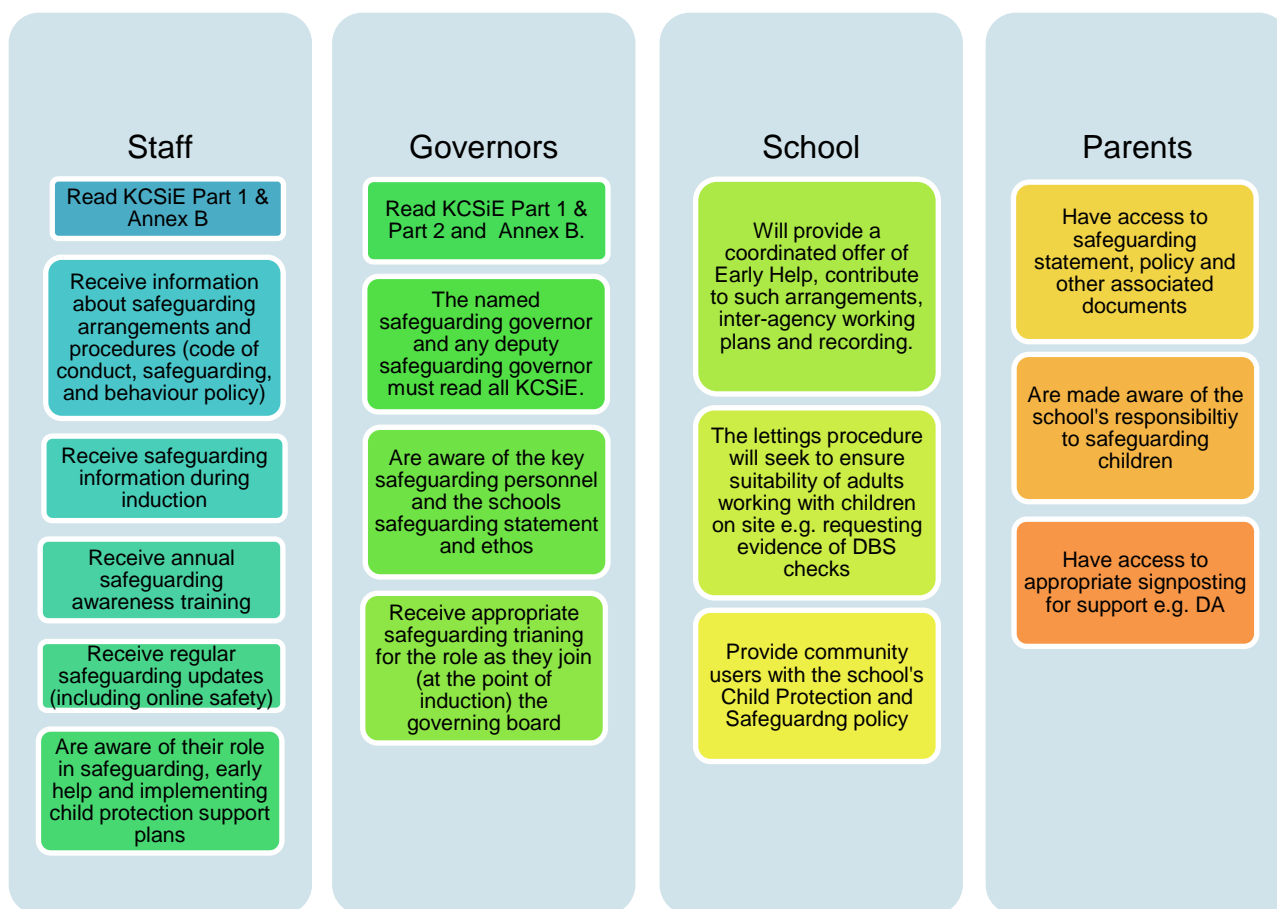 Staff
Read KCSiE Part 1 &
Annex B
Receive information
about safeguarding
arrangements and
procedures (code of
conduct, safeguarding,
and behaviour policy)
Receive safeguarding
information during
induction
Receive annual
safeguarding
awareness training
Receive regular
safeguarding updates
(including online safety)
Are aware of their role
in safeguarding, early
help and implementing
child protection support
plans
Governors
Read KCSiE Part 1 &
Part 2 and  Annex B.
The named
safeguarding governor
and any deputy
safeguarding governor
must read all KCSiE.
Are aware of the key
safeguarding personnel
and the schools
safeguarding statement
and ethos
Receive appropriate
safeguarding trianing
for the role as they join
(at the point of
induction) the
governing board
School
Will provide a
coordinated offer of
Early Help, contribute
to such arrangements,
inter-agency working
plans and recording.
The lettings procedure
will seek to ensure
suitability of adults
working with children
on site e.g. requesting
evidence of DBS
checks
Provide community
users with the school's
Child Protection and
Safeguardng policy
Parents
Have access to
safeguarding
statement, policy and
other associated
documents
Are made aware of the
school's responsibiltiy
to safeguarding
children
Have access to
appropriate signposting
for support e.g. DA